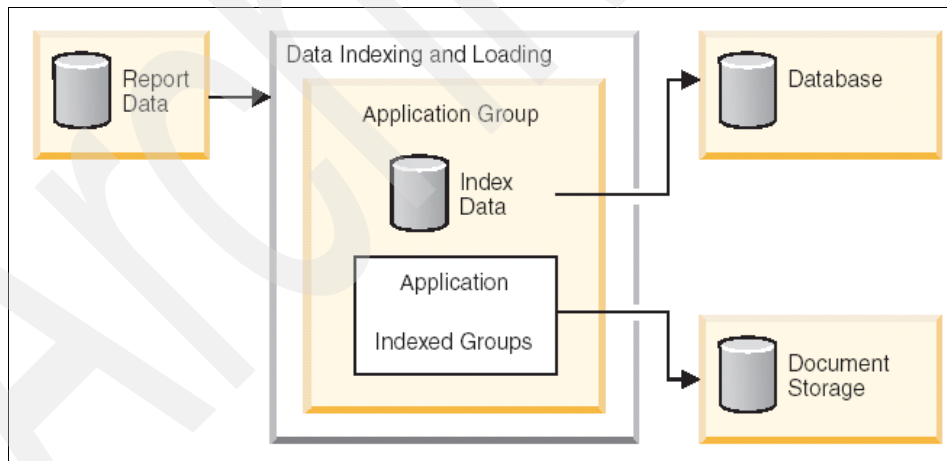 Report
Data
Data Indexing and Loading
Application Group
Index
Data
Application
Indexed Groups
Database
Document
Storage